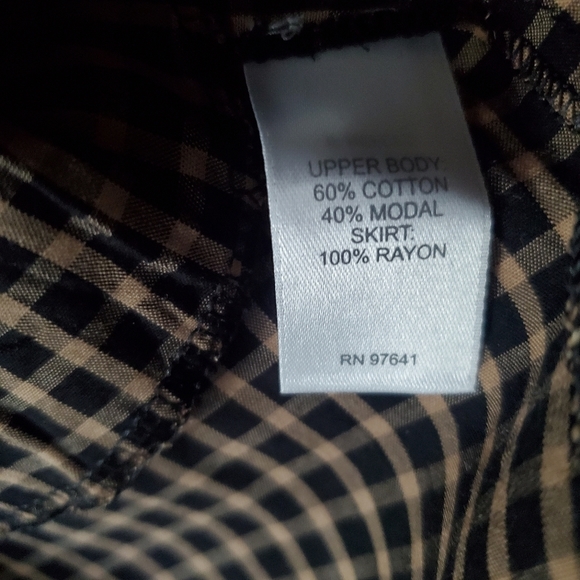 UPPER BODY:
60% COTTON
40% MODAL
SKIRT:
100% RAYON
RN 97641